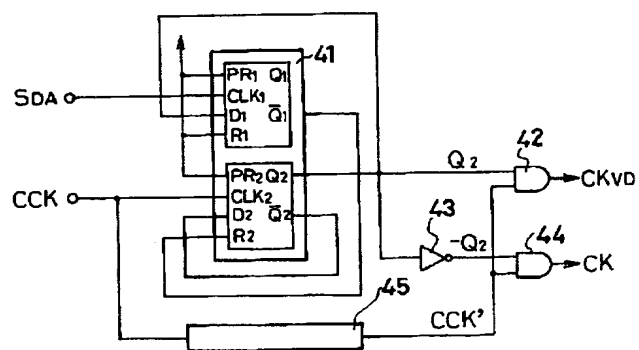 41
PR1 Q1
SDA
CLK1
D1 Q̅1
R1
42
PR2 Q2
Q2
CKVD
CCK
CLK2
43
D2 Q̅2
-Q2
44
R2
CK
45
CCK'